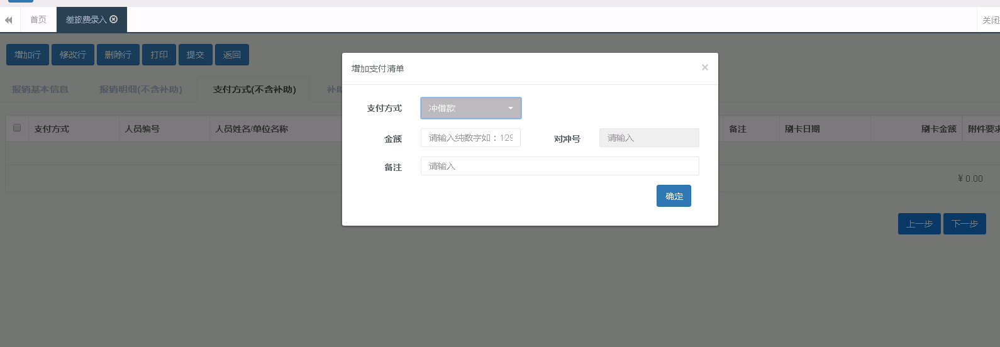 首页
差旅费录入
关闭
增加行
修改行
删除行
打印
提交
返回
报销基本信息
报销明细(不含补助)
支付方式(不含补助)
补助
增加支付清单
×
支付方式
冲借款
金额
请输入纯数字如：129
对冲号
请输入
备注
请输入
确定
支付方式
人员编号
人员姓名/单位名称
备注
刷卡日期
刷卡金额
附件要求
¥ 0.00
上一步
下一步